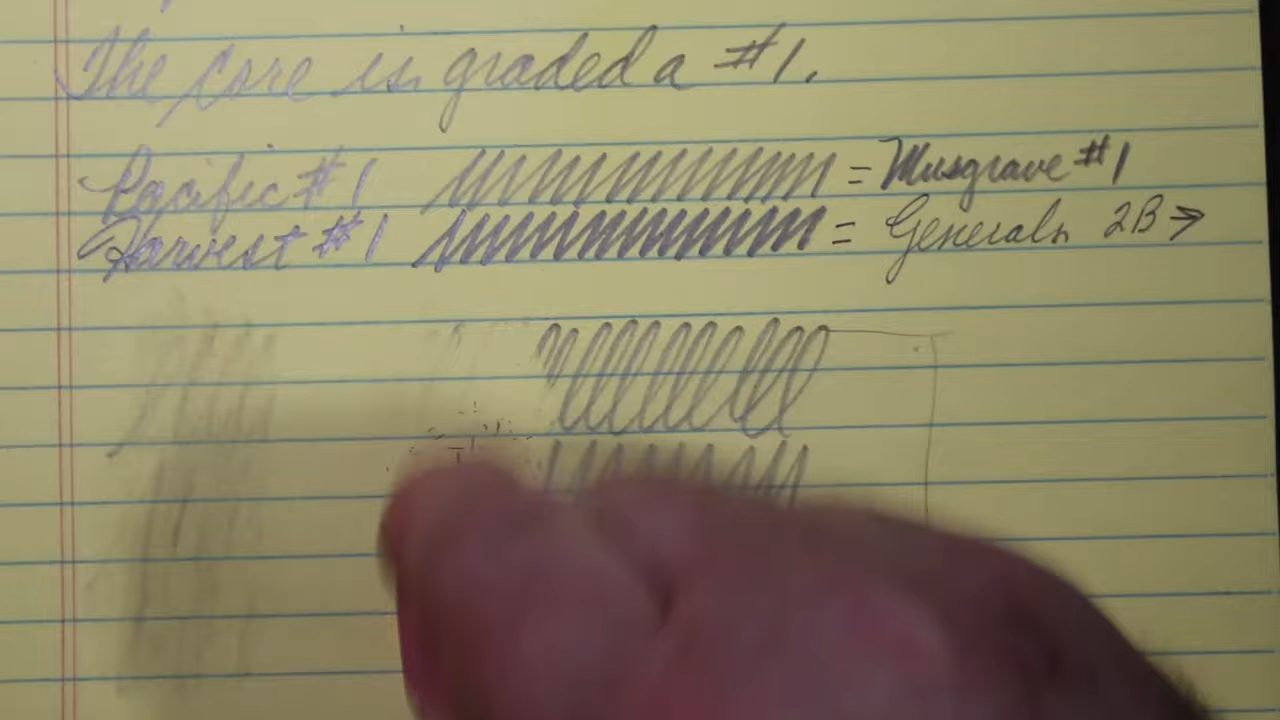 The core is graded a #1.
Pacific #1 = Musgrave #1
Harvest #1 = Generals 2B →